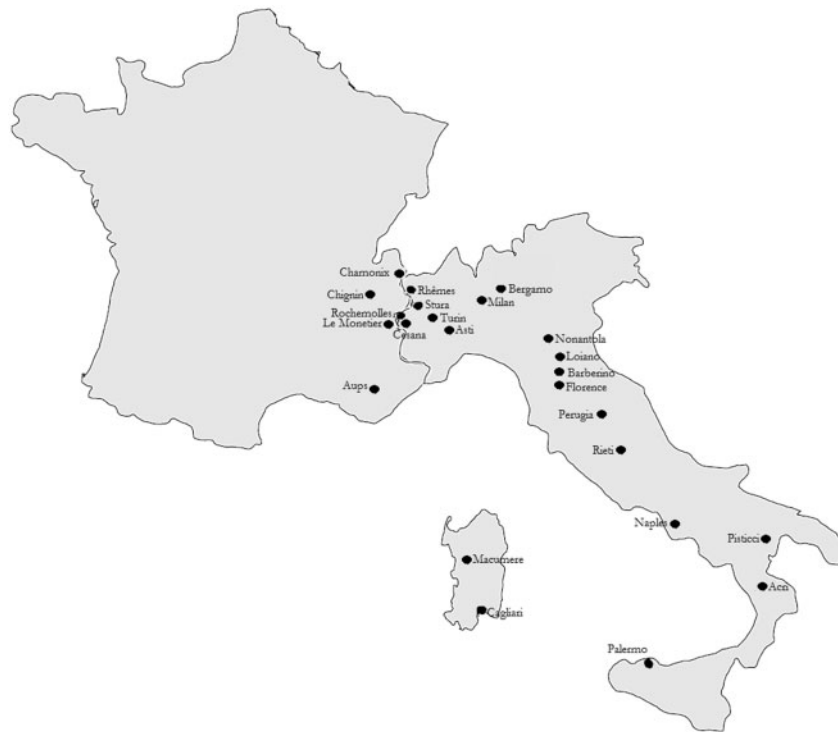 Chamonix
Rhêmes
Bergamo
Chignin
Milan
Stura
Rochemolles
Turin
Le Monetier
Cesana
Asti
Nonantola
Loiano
Barberino
Aups
Florence
Perugia
Rieti
Naples
Pisticci
Macumere
Acri
Cagliari
Palermo